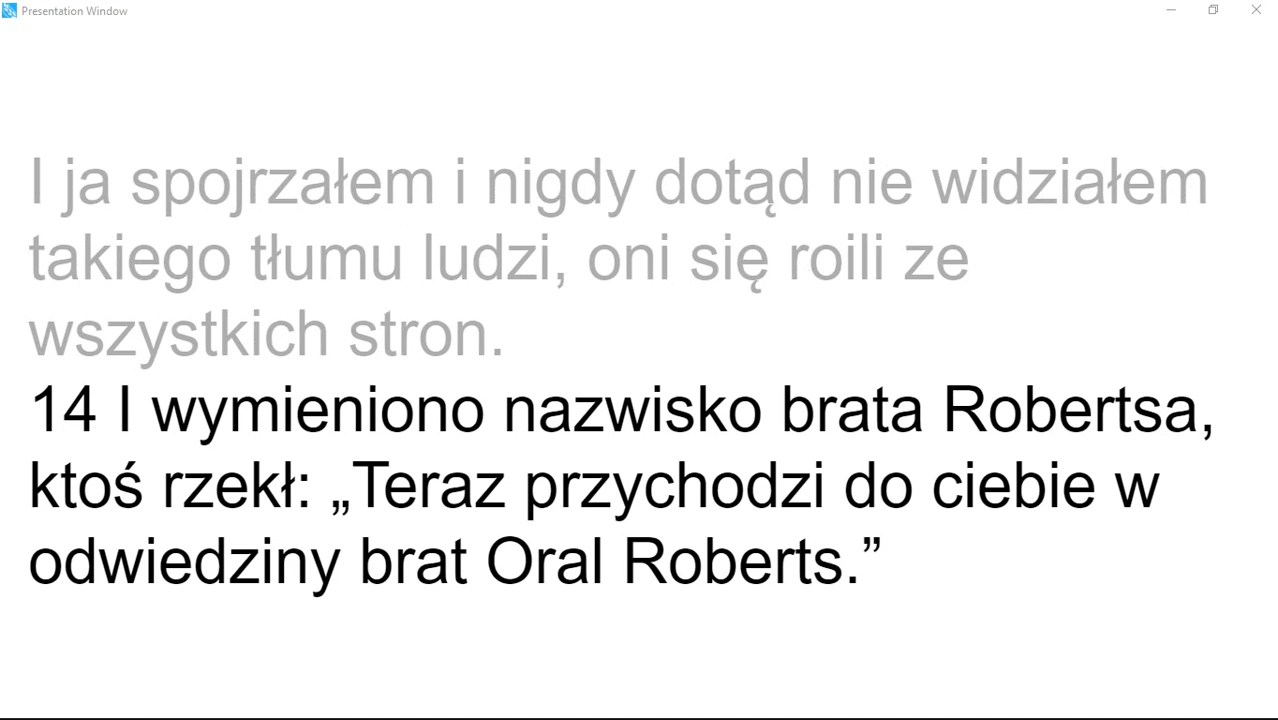 Presentation Window
I ja spojrzałem i nigdy dotąd nie widziałem
takiego tłumu ludzi, oni się roili ze
wszystkich stron.
14 I wymieniono nazwisko brata Robertsa,
ktoś rzekł: „Teraz przychodzi do ciebie w
odwiedziny brat Oral Roberts.”